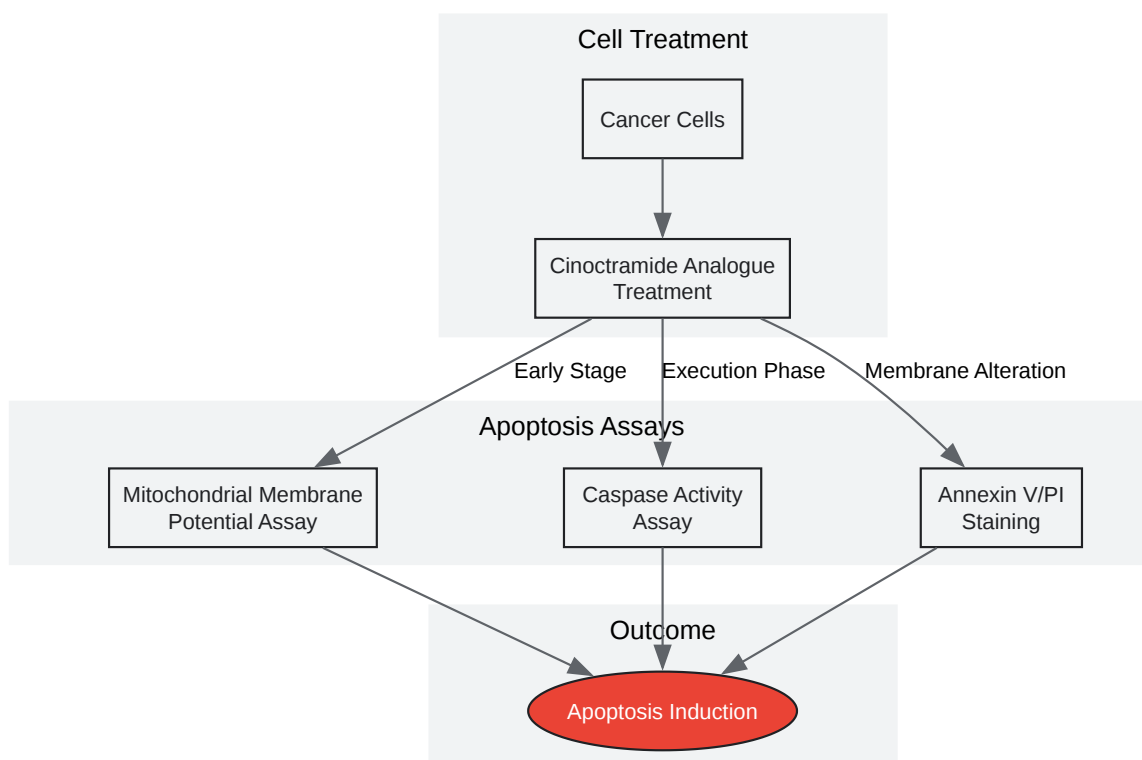 Cell Treatment
Cancer Cells
Cinoctramide Analogue
Treatment
Early Stage
Execution Phase
Membrane Alteration
Apoptosis Assays
Mitochondrial Membrane
Potential Assay
Caspase Activity
Assay
Annexin V/PI
Staining
Outcome
Apoptosis Induction